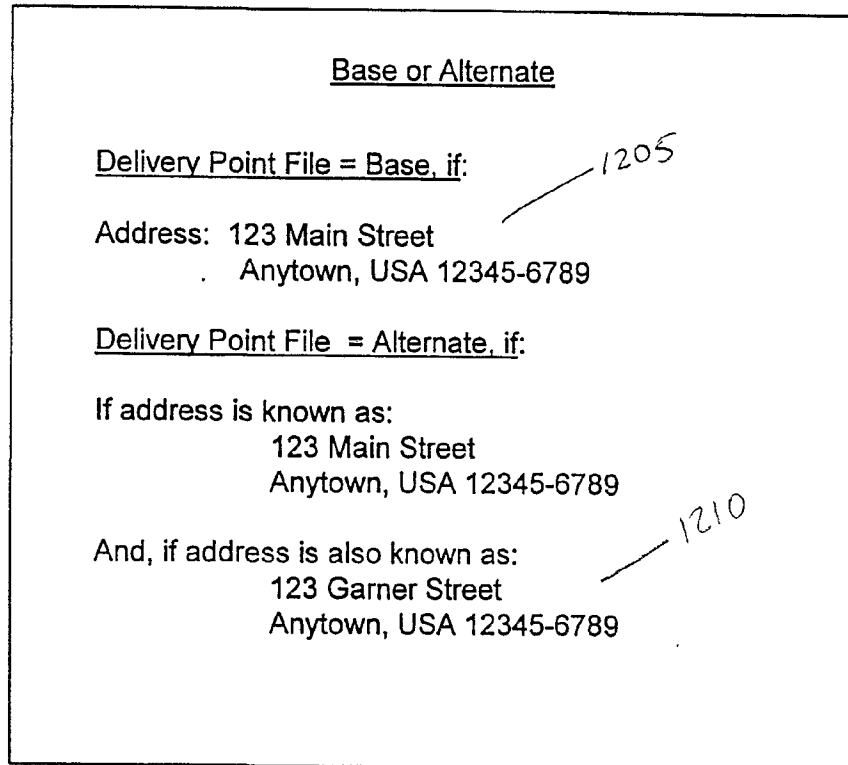 Base or Alternate
Delivery Point File = Base, if:
1205
Address: 123 Main Street
Anytown, USA 12345-6789
Delivery Point File = Alternate, if:
If address is known as:
123 Main Street
Anytown, USA 12345-6789
1210
And, if address is also known as:
123 Garner Street
Anytown, USA 12345-6789